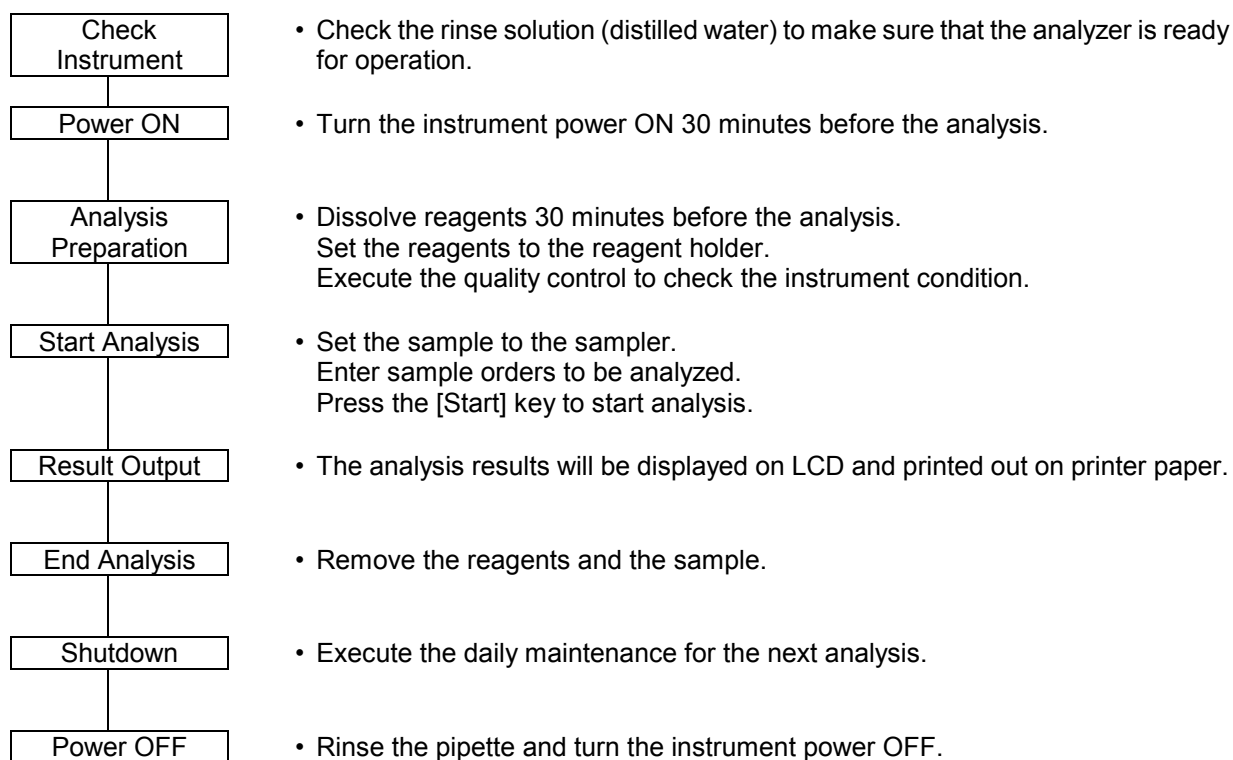 Check
Instrument
• Check the rinse solution (distilled water) to make sure that the analyzer is ready
for operation.
Power ON
• Turn the instrument power ON 30 minutes before the analysis.
Analysis
Preparation
• Dissolve reagents 30 minutes before the analysis.
Set the reagents to the reagent holder.
Execute the quality control to check the instrument condition.
Start Analysis
• Set the sample to the sampler.
Enter sample orders to be analyzed.
Press the [Start] key to start analysis.
Result Output
• The analysis results will be displayed on LCD and printed out on printer paper.
End Analysis
• Remove the reagents and the sample.
Shutdown
• Execute the daily maintenance for the next analysis.
Power OFF
• Rinse the pipette and turn the instrument power OFF.